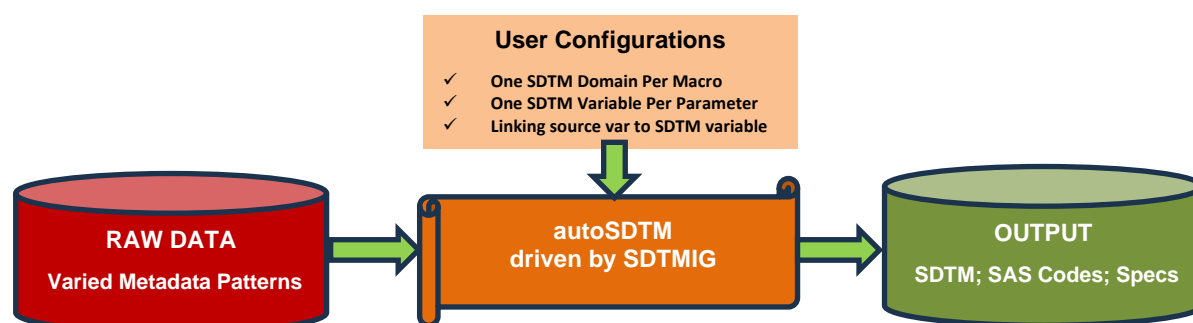 User Configurations
✓ One SDTM Domain Per Macro
✓ One SDTM Variable Per Parameter
✓ Linking source var to SDTM variable
RAW DATA
Varied Metadata Patterns
autoSDTM
driven by SDTMIG
OUTPUT
SDTM; SAS Codes; Specs